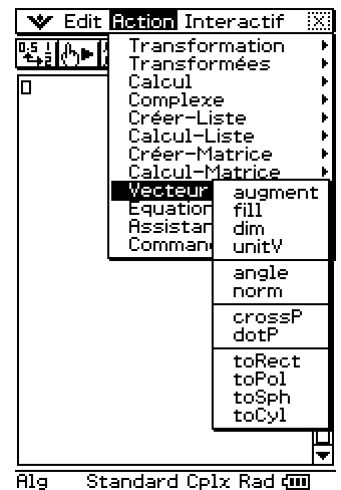 Edit Action Interactif
Transformation
Transformées
Calcul
Complexe
Créer-Liste
Calcul-Liste
Créer-Matrice
Calcul-Matrice
Vecteur
Equation
Assistan
Comman
augment
fill
dim
unitV
angle
norm
crossP
dotP
toRect
toPol
toSph
toCyl
Alg Standard Cplx Rad